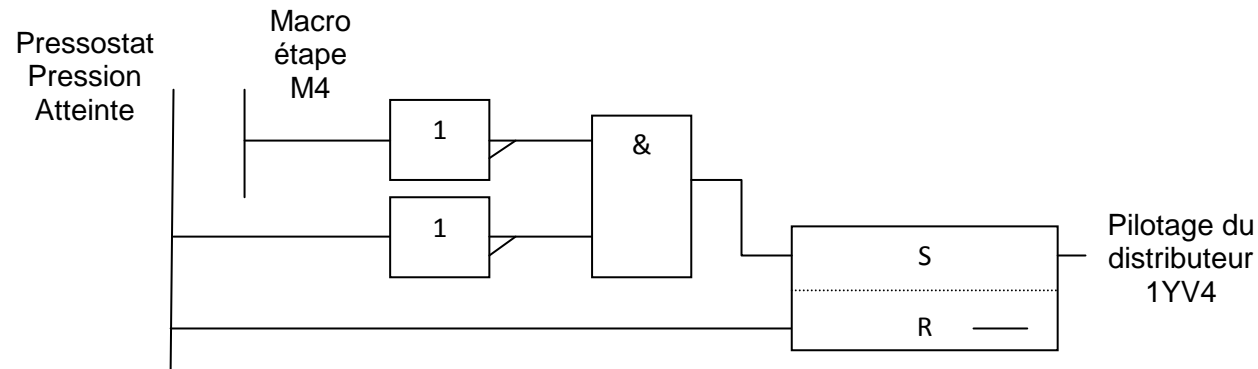 Pressostat
Pression
Atteinte
Macro
étape
M4
1
1
&
S
R
Pilotage du
distributeur
1YV4